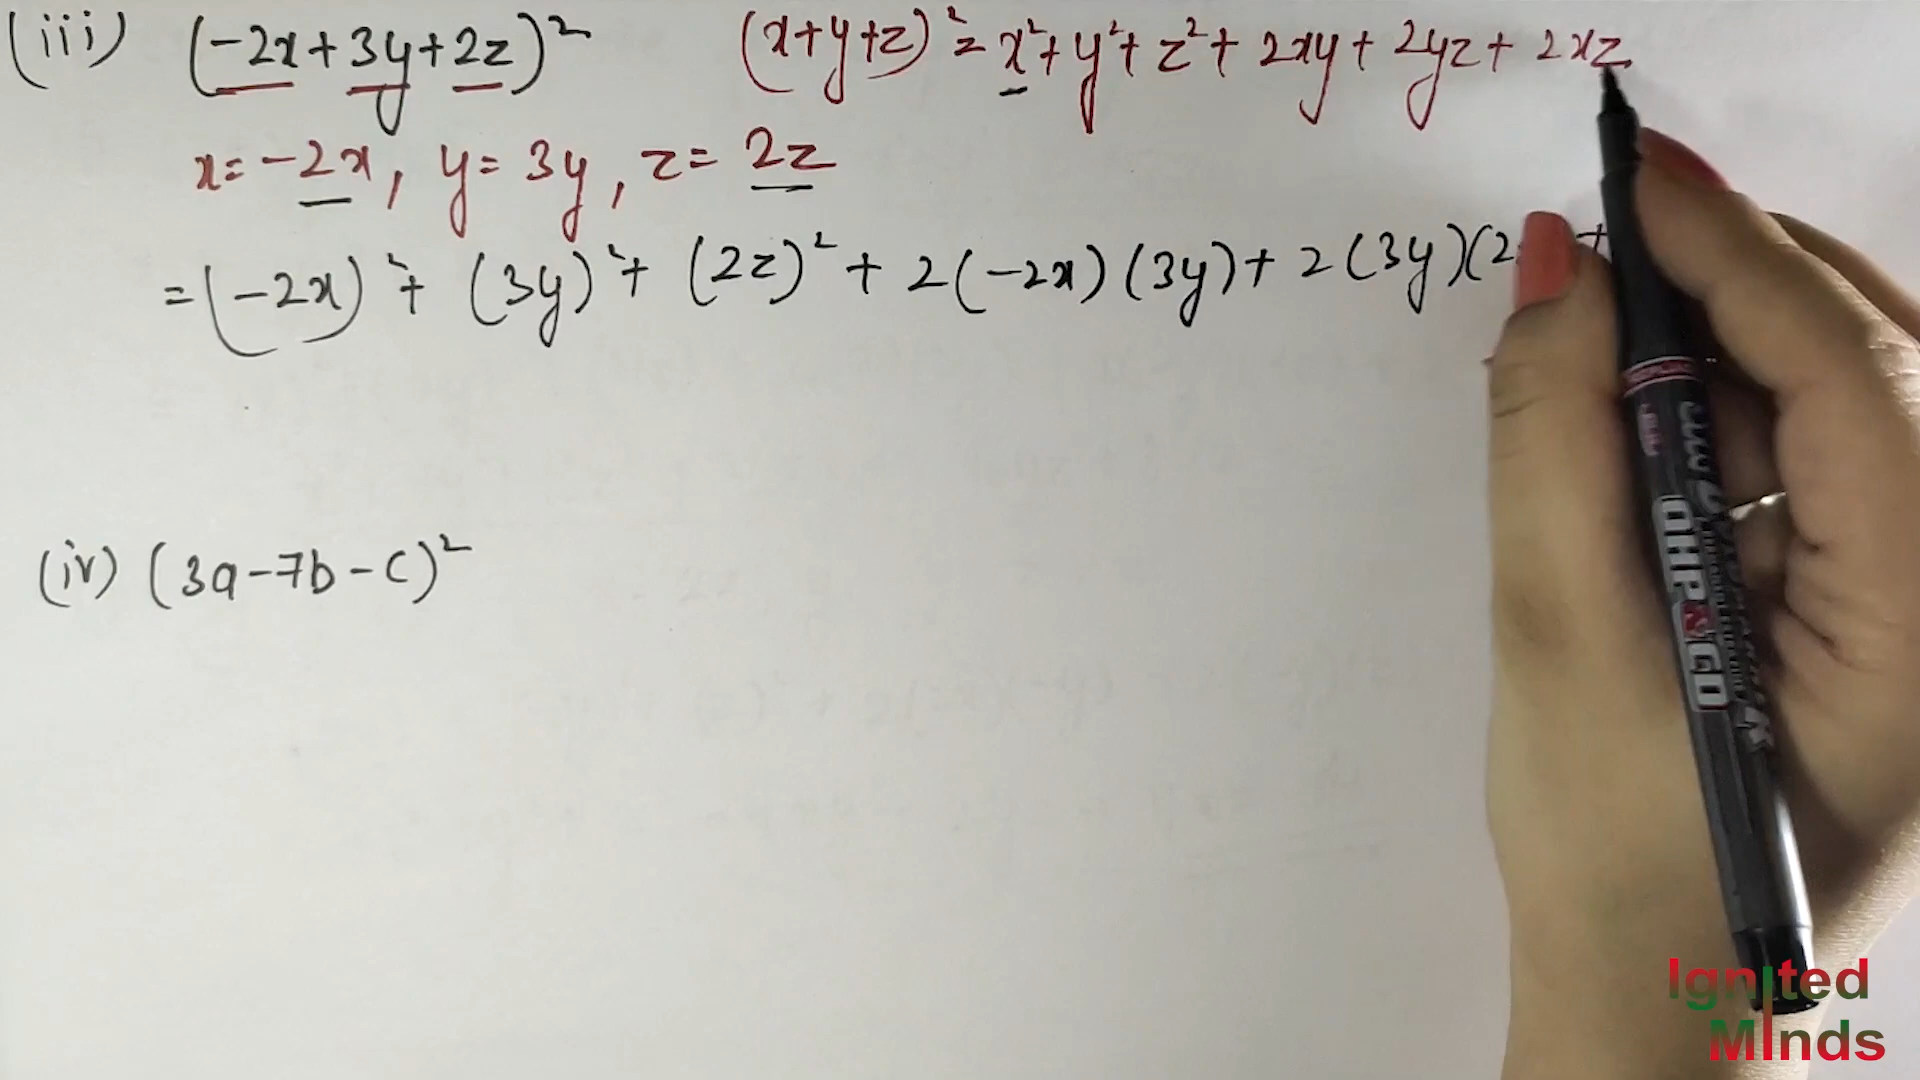 (iii) (-2x+3y+2z)² (x+y+z)² = x²+y²+z²+2xy+2yz+2xz
x=-2x, y=3y, z=2z
=(-2x)²+(3y)²+(2z)²+2(-2x)(3y)+2(3y)(2 +
(iv) (3a-7b-c)²
OHP
Ignited
Minds